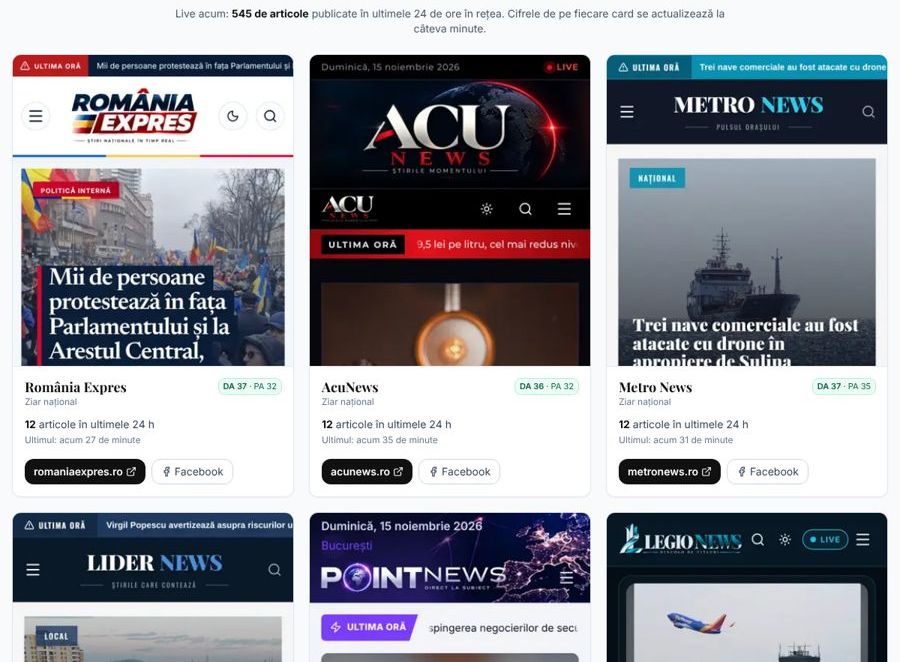 Live acum: 545 de articole publicate în ultimele 24 de ore în rețea. Cifrele de pe fiecare card se actualizează la
câteva minute.
ULTIMA ORĂ
Mii de persoane protestează în fața Parlamentului și
ROMÂNIA
EXPRES
ȘTIRI NAȚIONALE ÎN TIMP REAL
POLITICĂ INTERNĂ
Mii de persoane
protestează în fața
Parlamentului și la
Arestul Central,
România Expres
DA 37 · PA 32
Ziar național
12 articole în ultimele 24 h
Ultimul: acum 27 de minute
romaniaexpres.ro
Facebook
Duminică, 15 noiembrie 2026
LIVE
ACU
NEWS
ȘTIRILE MOMENTULUI
ACU
NEWS
ULTIMA ORĂ
9,5 lei pe litru, cel mai redus niv
AcuNews
DA 36 · PA 32
Ziar național
12 articole în ultimele 24 h
Ultimul: acum 35 de minute
acunews.ro
Facebook
ULTIMA ORĂ
Trei nave comerciale au fost atacate cu drone
METRO NEWS
PULSUL ORAȘULUI
NAȚIONAL
Trei nave comerciale au fost
atacate cu drone în
apropiere de Sulina
Metro News
DA 37 · PA 35
Ziar național
12 articole în ultimele 24 h
Ultimul: acum 31 de minute
metronews.ro
Facebook
ULTIMA ORĂ
Virgil Popescu avertizează asupra riscurilor u
LIDER NEWS
ȘTIRILE CARE CONTEAZĂ
LOCAL
Duminică, 15 noiembrie 2026
București
POINTNEWS
DIRECT LA SUBIECT
ULTIMA ORĂ
spingerea negocierilor de secu
LEGIO NEWS
LIVE